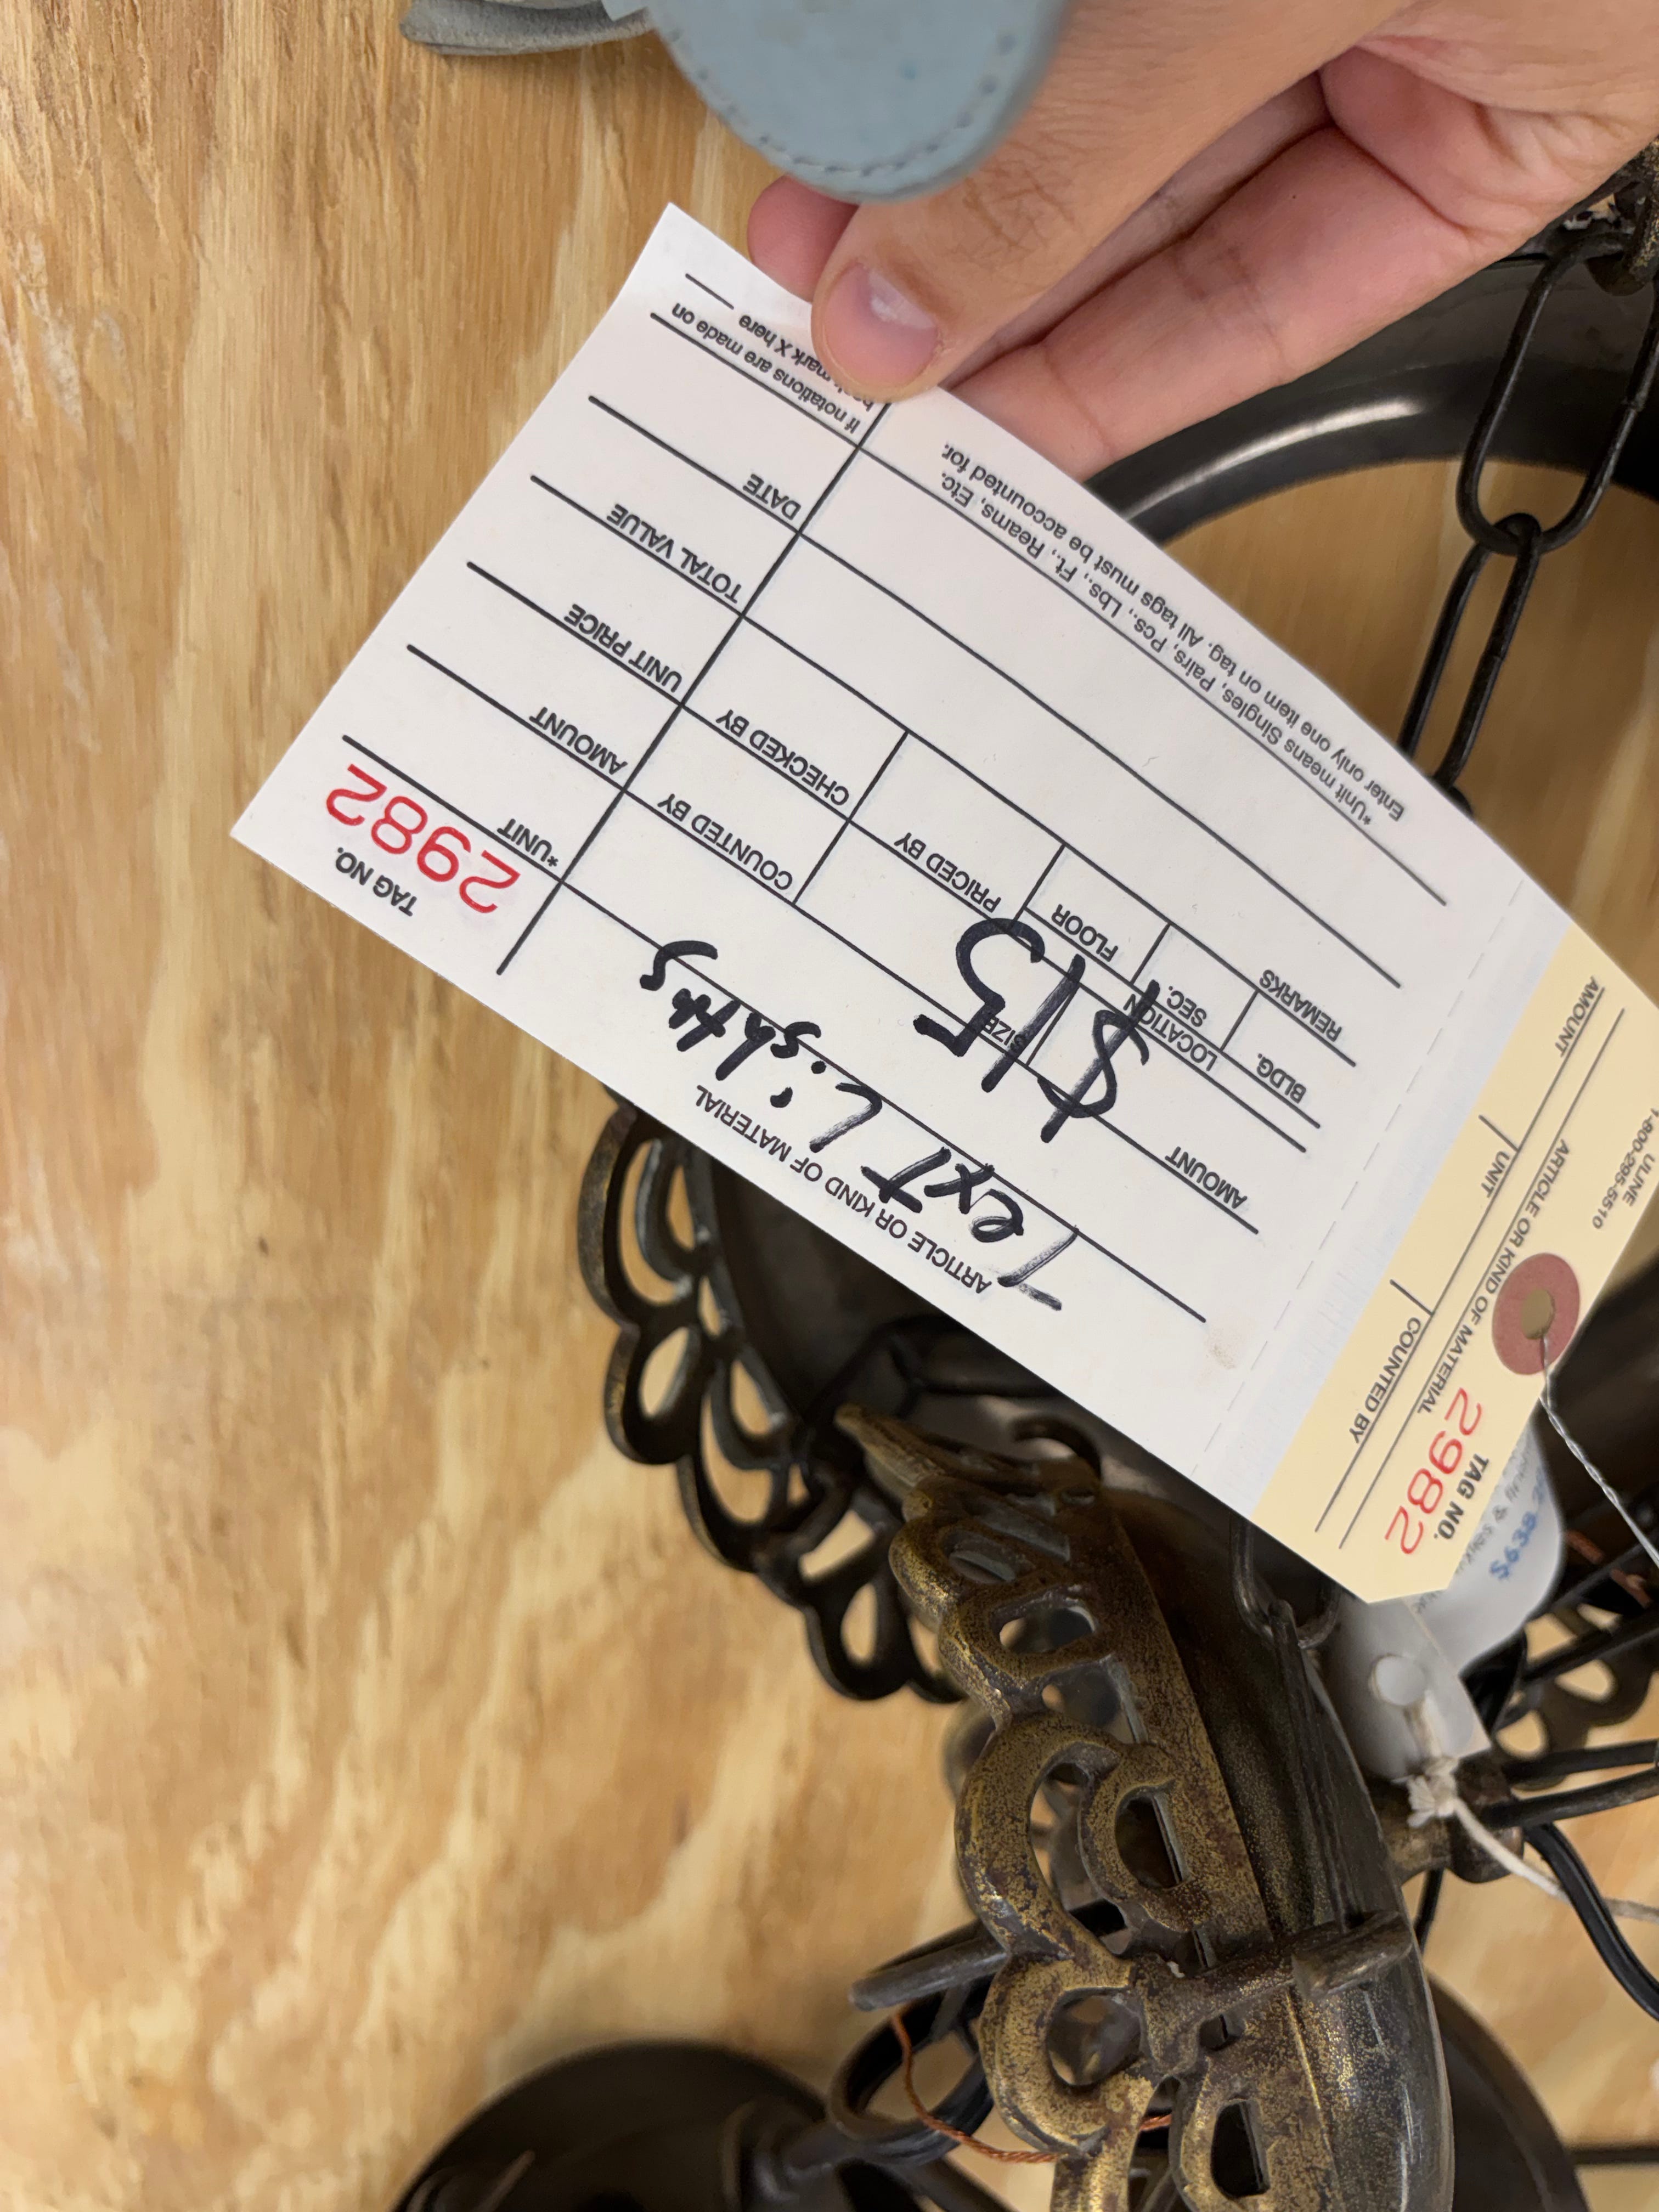 ULINE
1-800-295-5510
TAG NO.
2982
ARTICLE OR KIND OF MATERIAL
UNIT
COUNTED BY
AMOUNT
ARTICLE OR KIND OF MATERIAL
TAG NO.
2982
Text Lights
*UNIT
AMOUNT
SIZE
$15
COUNTED BY
AMOUNT
BLDG.
LOCATION
SEC.
FLOOR
PRICED BY
CHECKED BY
UNIT PRICE
REMARKS
TOTAL VALUE
DATE
*Unit means Singles, Pairs, Pcs., Lbs., Ft., Reams, Etc.
Enter only one item on tag. All tags must be accounted for.
If notations are made on
mark X here